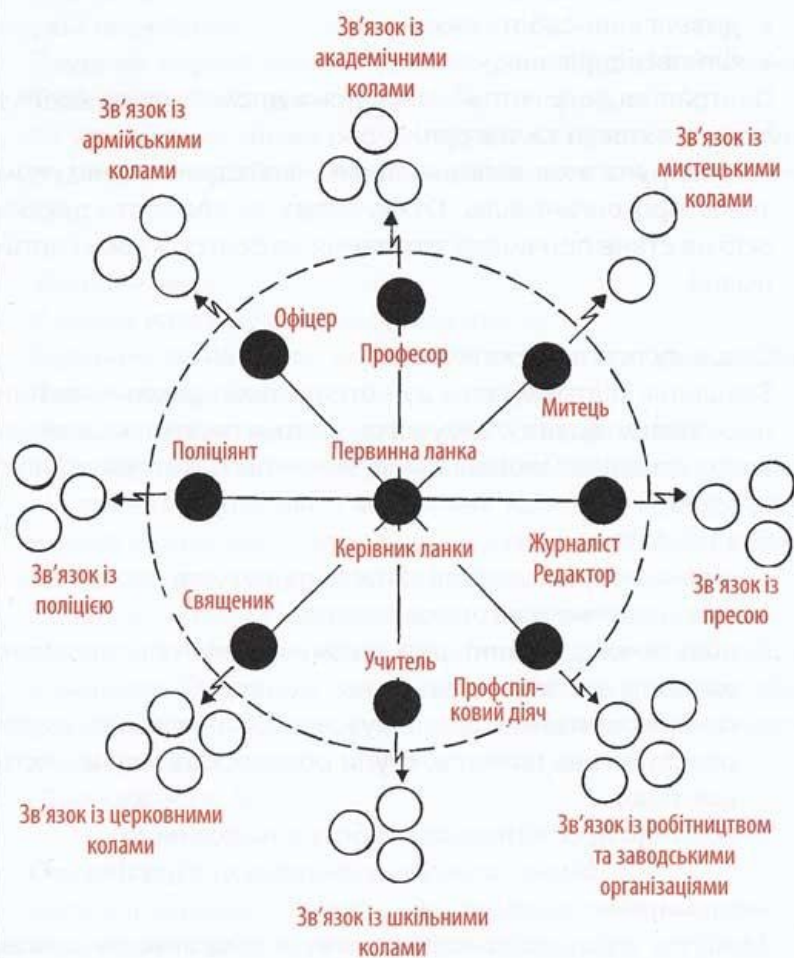 Зв'язок із
академічними
колами
Зв'язок із
армійськими
колами
Зв'язок із
мистецькими
колами
Офіцер
Професор
Митець
Поліціянт
Первинна ланка
Керівник ланки
Журналіст
Редактор
Зв'язок із
поліцією
Зв'язок із
пресою
Священик
Учитель
Профспіл-
ковий діяч
Зв'язок із церковними
колами
Зв'язок із робітництвом
та заводськими
організаціями
Зв'язок із шкільними
колами